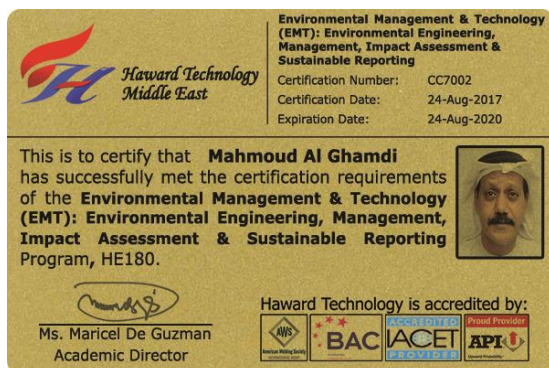 Haward Technology
Middle East
Environmental Management & Technology
(EMT): Environmental Engineering,
Management, Impact Assessment &
Sustainable Reporting
Certification Number: CC7002
Certification Date: 24-Aug-2017
Expiration Date: 24-Aug-2020
This is to certify that Mahmoud Al Ghamdi
has successfully met the certification requirements
of the Environmental Management & Technology
(EMT): Environmental Engineering, Management,
Impact Assessment & Sustainable Reporting
Program, HE180.
Ms. Maricel De Guzman
Academic Director
Haward Technology is accredited by:
AWS
American Welding Society
BAC
ACCREDITED
IACET
PROVIDER
Proud Provider
API